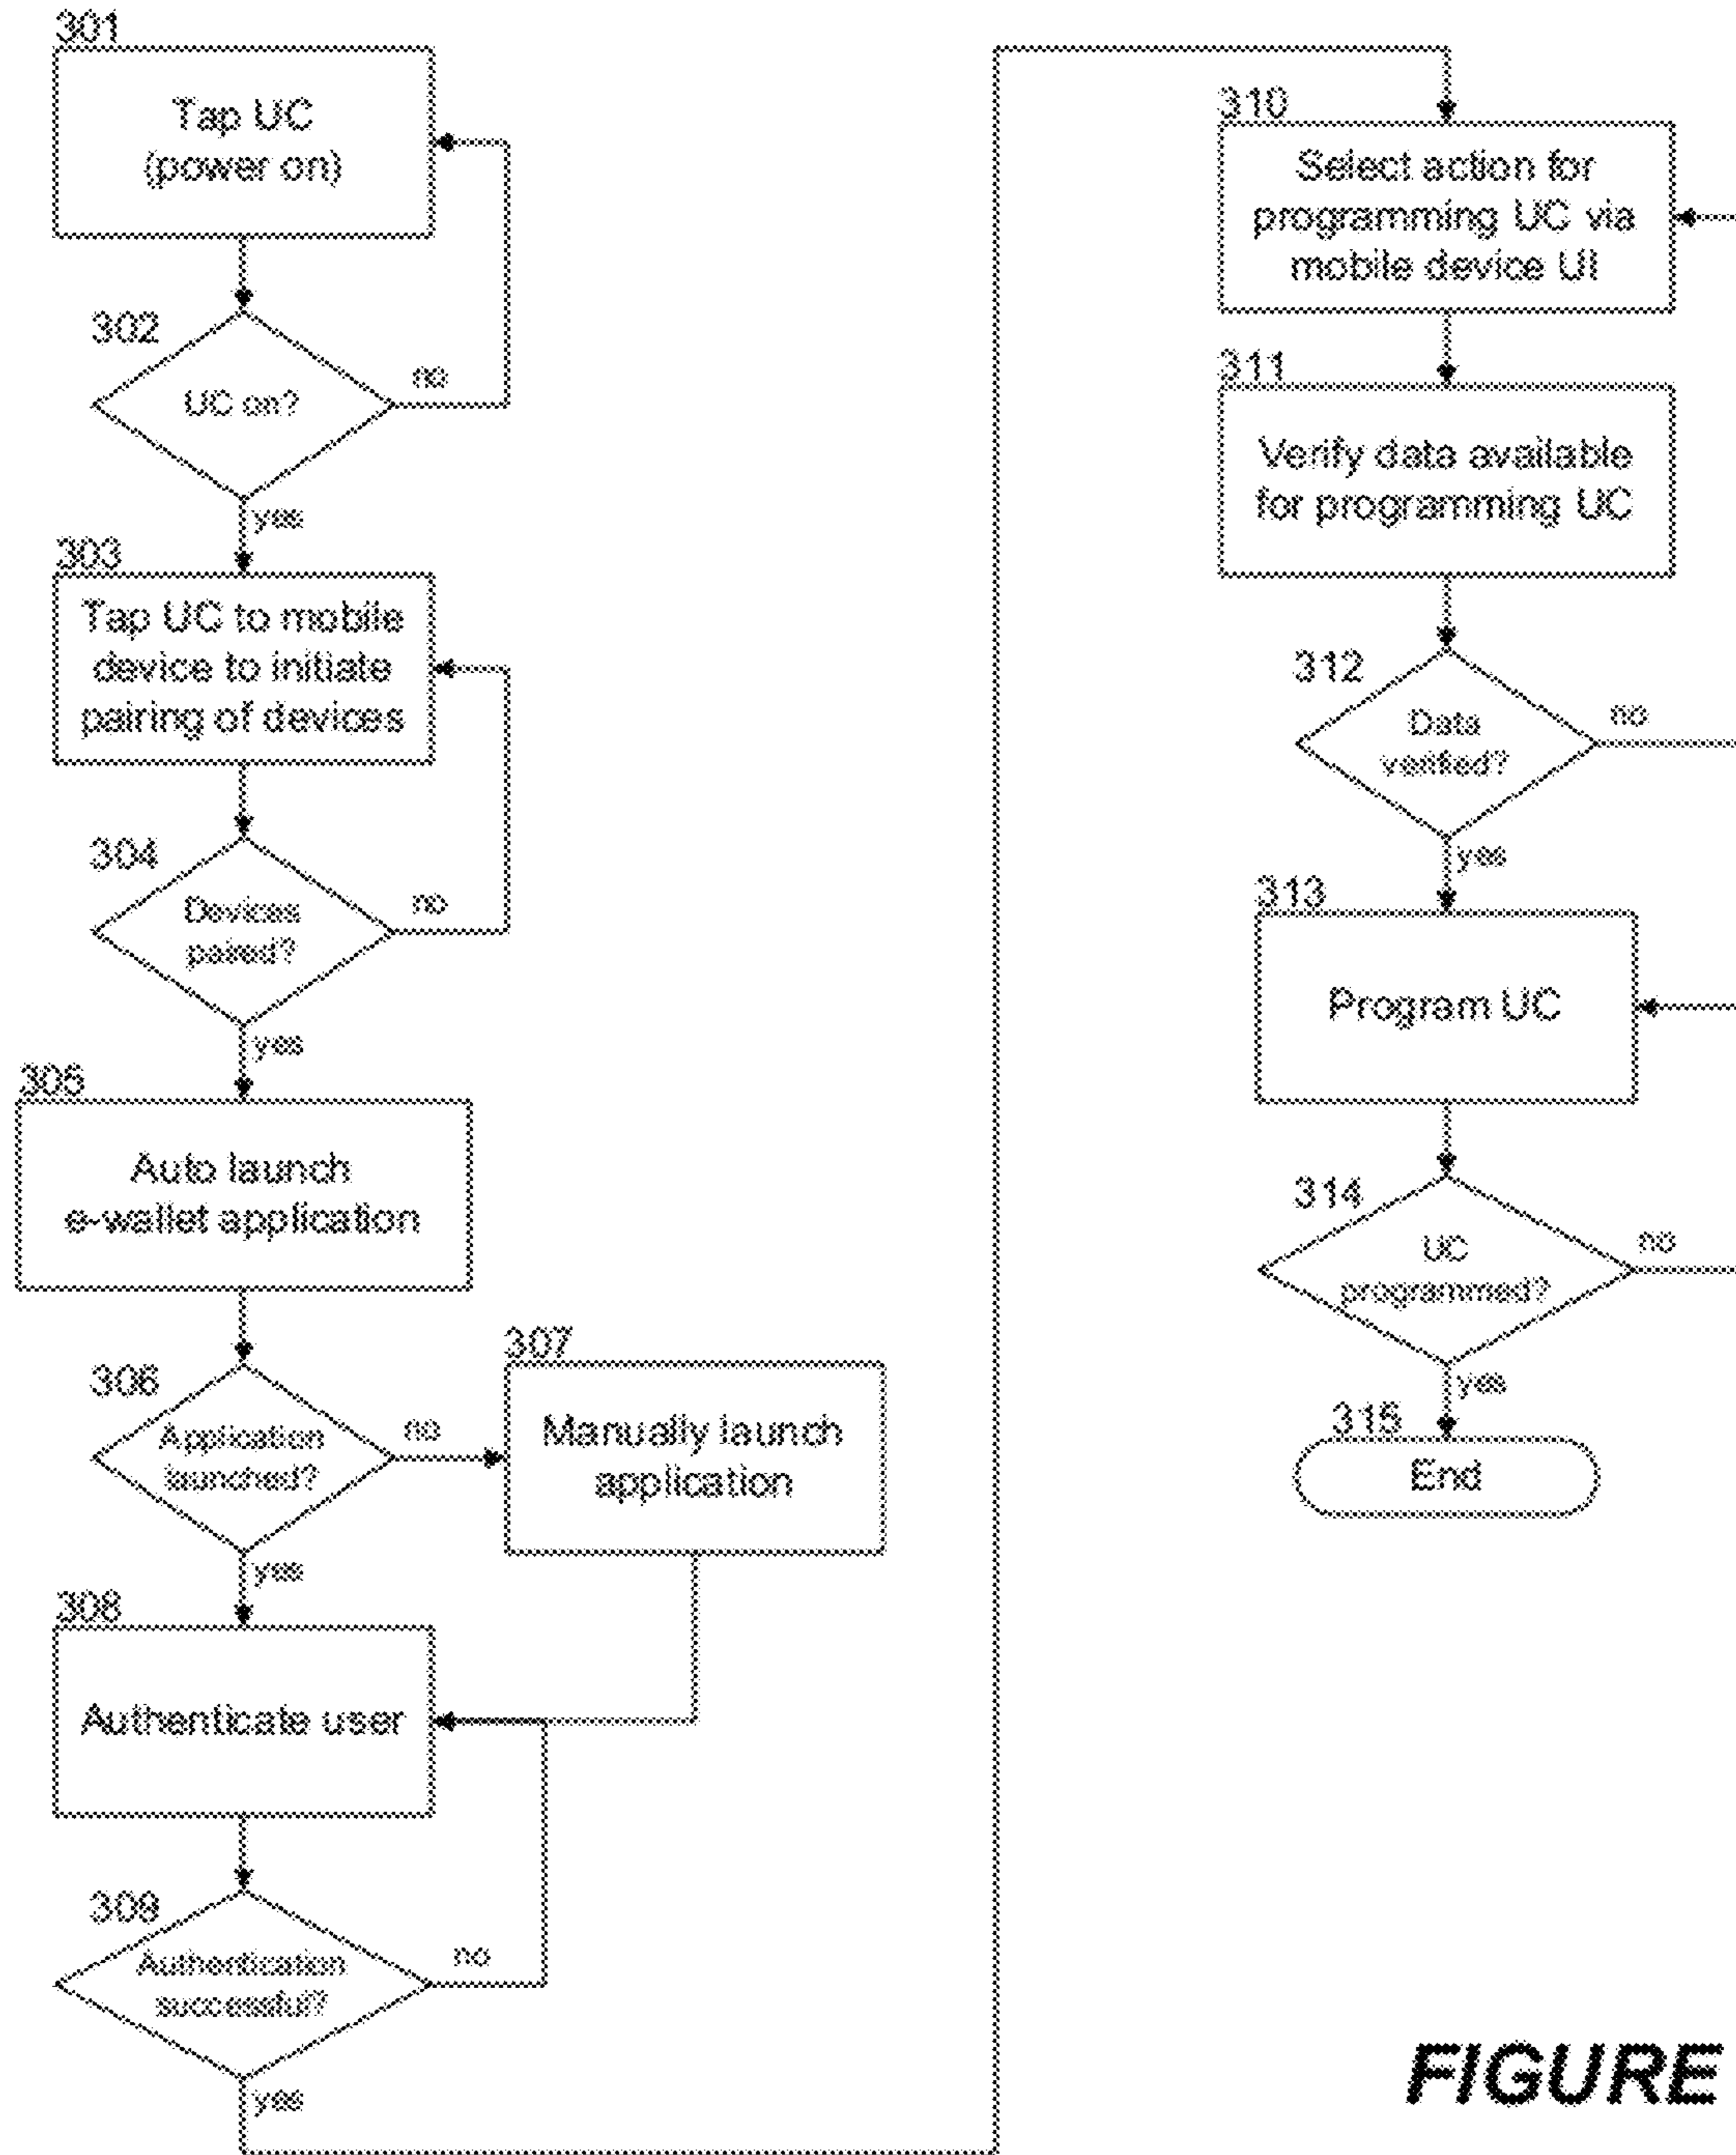 301
Tap UC
(power on)
302
UC on?
no
yes
303
Tap UC to mobile
device to initiate
pairing of devices
304
Devices
paired?
no
yes
305
Auto launch
e-wallet application
306
Application
launched?
no
yes
307
Manually launch
application
308
Authenticate user
309
Authentication
successful?
no
yes
310
Select action for
programming UC via
mobile device UI
311
Verify data available
for programming UC
312
Data
verified?
no
yes
313
Program UC
314
UC
programmed?
no
yes
315
End
FIGURE